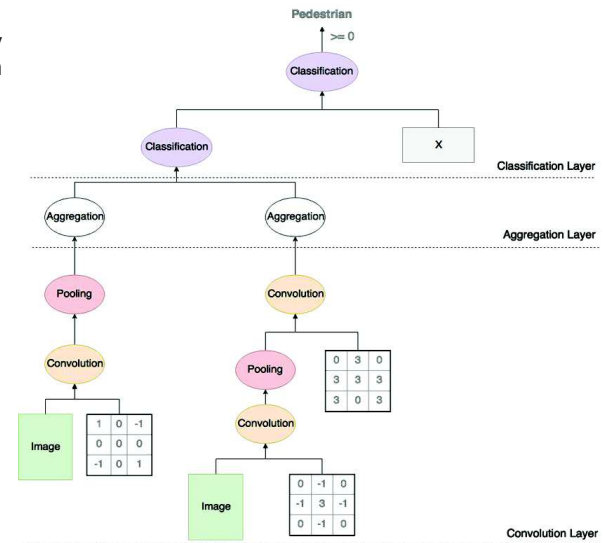 Pedestrian
>= 0
Classification
Classification
X
Classification Layer
Aggregation
Aggregation
Aggregation Layer
Pooling
Convolution
Convolution
Pooling
0 3 0
3 3 3
3 0 3
Convolution
Image
1 0 -1
0 0 0
-1 0 1
Image
0 -1 0
-1 3 -1
0 -1 0
Convolution Layer